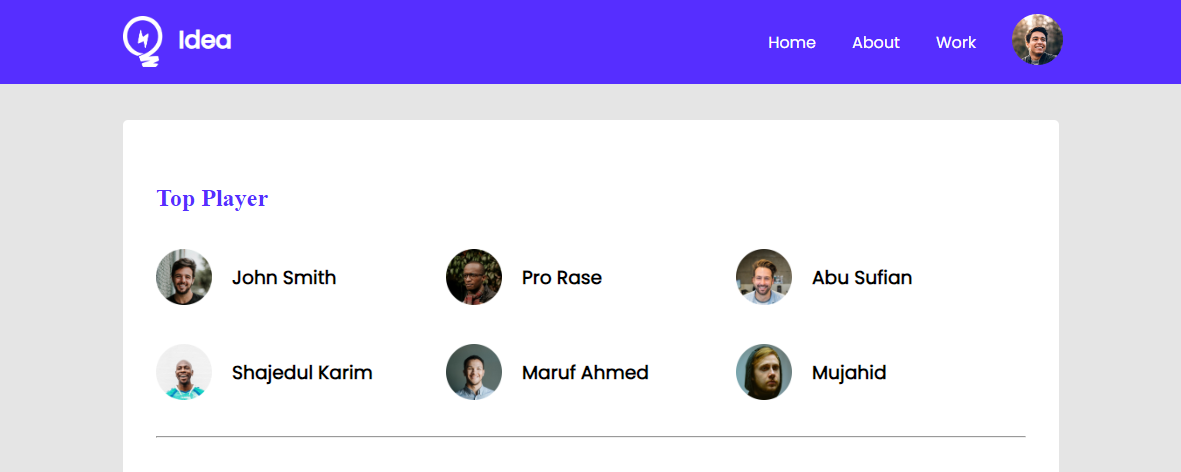 Idea Home About Work
Top Player
John Smith Pro Rase Abu Sufian
Shajedul Karim Maruf Ahmed Mujahid